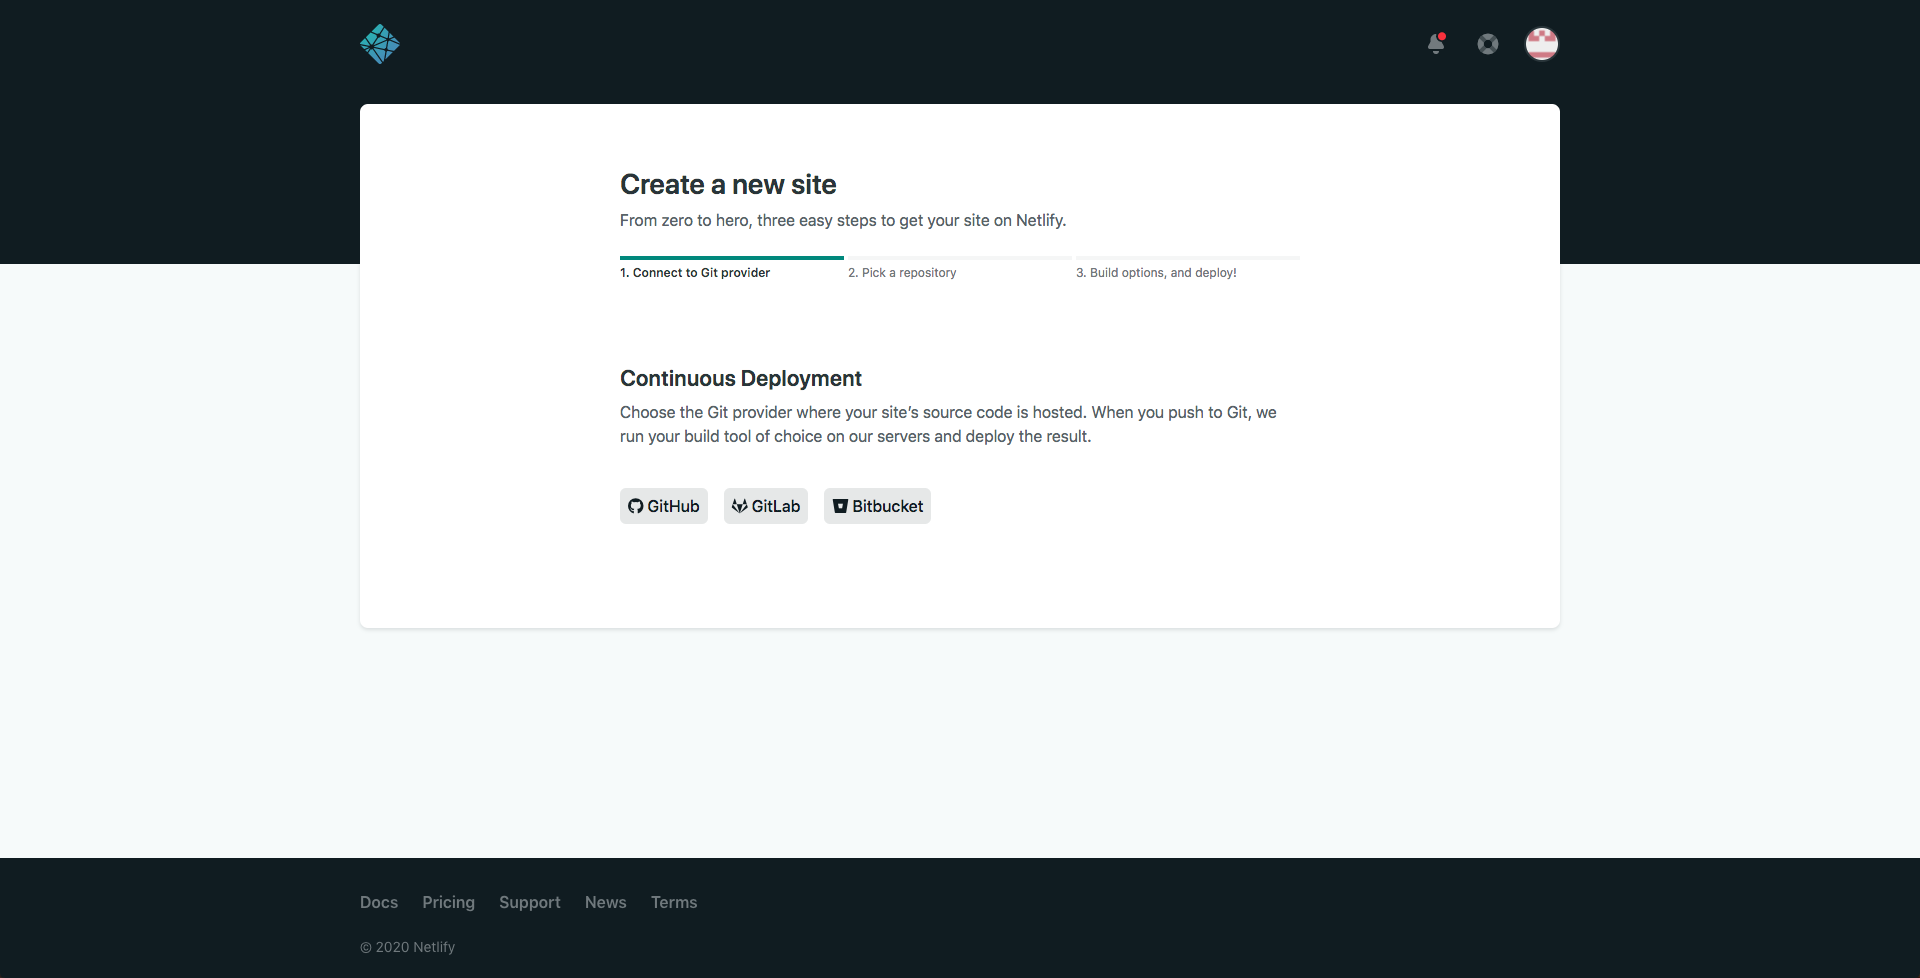 Create a new site
From zero to hero, three easy steps to get your site on Netlify.
1. Connect to Git provider
2. Pick a repository
3. Build options, and deploy!
Continuous Deployment
Choose the Git provider where your site’s source code is hosted. When you push to Git, we
run your build tool of choice on our servers and deploy the result.
GitHub
GitLab
Bitbucket
Docs
Pricing
Support
News
Terms
© 2020 Netlify